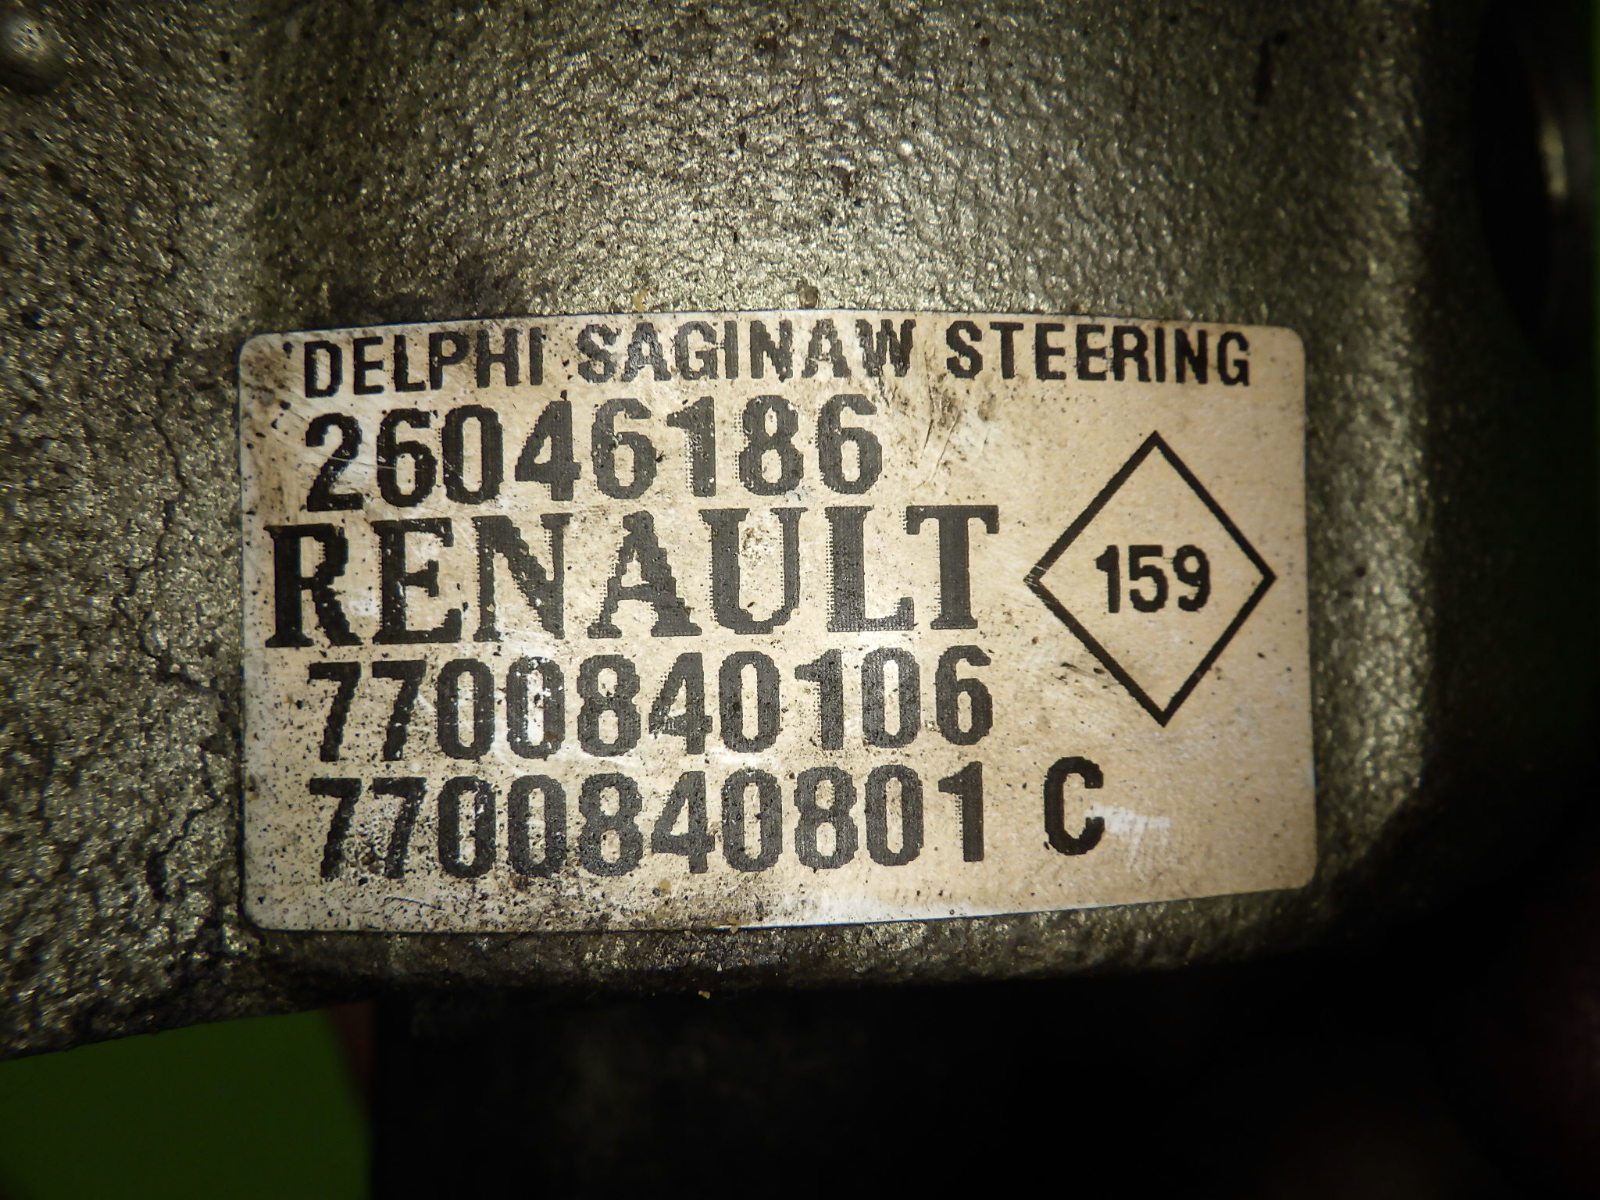 DELPHI SAGINAW STEERING
26046186
RENAULT
159
7700840106
7700840801 C